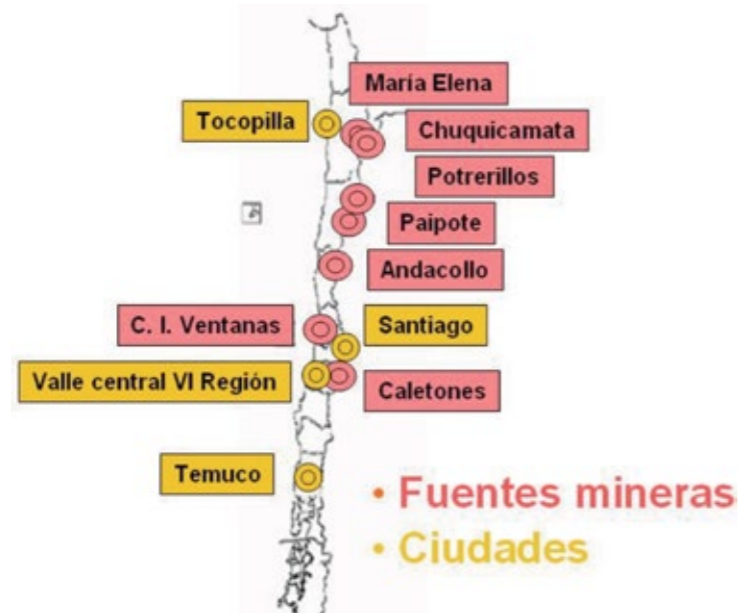 María Elena
Tocopilla
Chuquicamata
Potrerillos
Paipote
Andacollo
C. I. Ventanas
Santiago
Valle central VI Región
Caletones
Temuco
• Fuentes mineras
• Ciudades